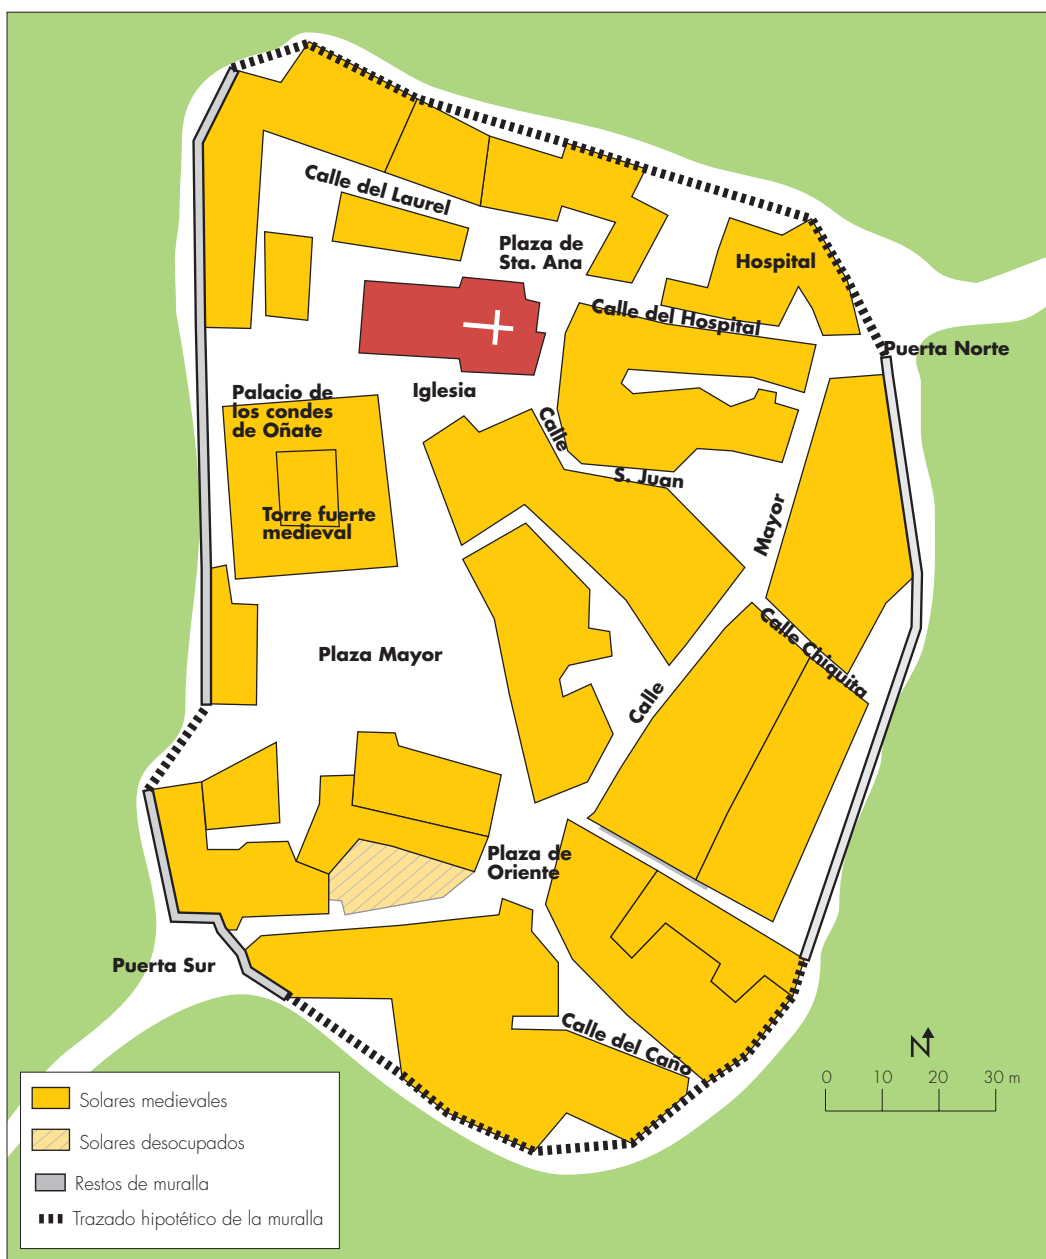 Calle del Laurel
Plaza de
Sta. Ana
Hospital
Calle del Hospital
Puerta Norte
Iglesia
Palacio de
los condes
de Oñate
Calle
S. Juan
Torre fuerte
medieval
Mayor
Calle Chiquita
Plaza Mayor
Calle
Plaza de
Oriente
Puerta Sur
Calle del Caño
N
0 10 20 30 m
Solares medievales
Solares desocupados
Restos de muralla
Trazado hipotético de la muralla